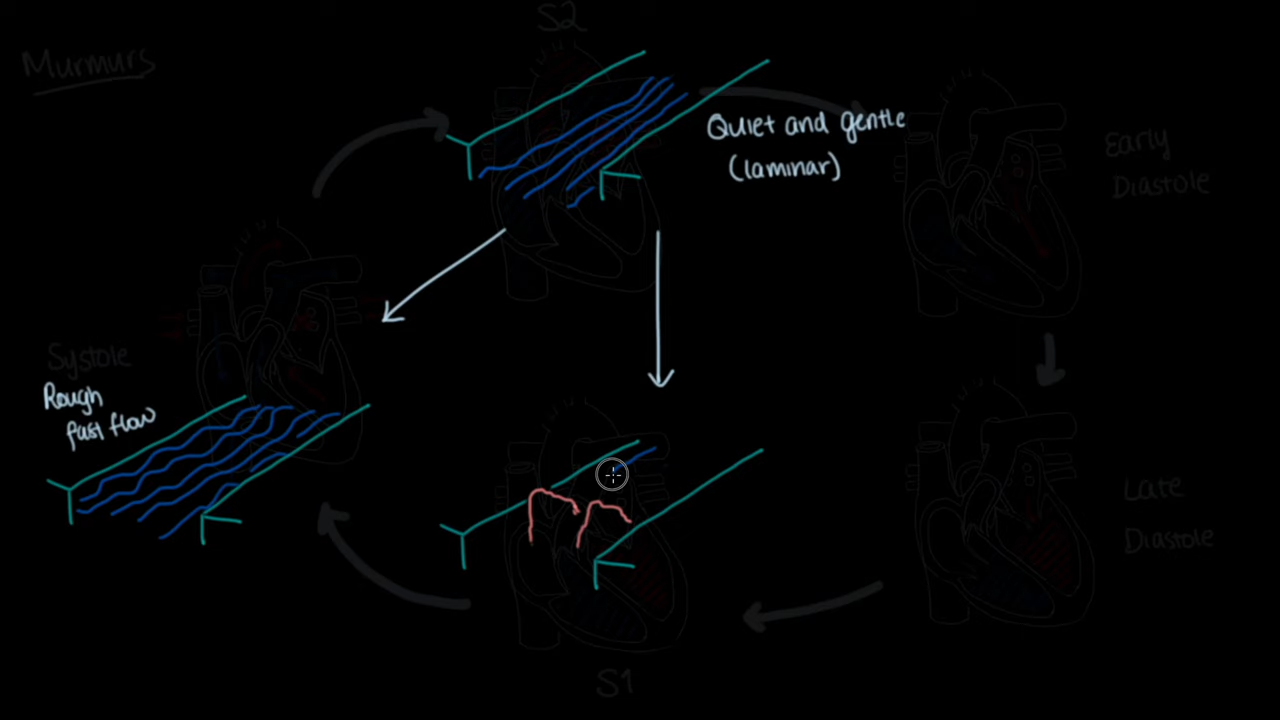 Murmurs
S2
Quiet and gentle
(laminar)
Early
Diastole
Systole
Rough
fast flow
Late
Diastole
S1